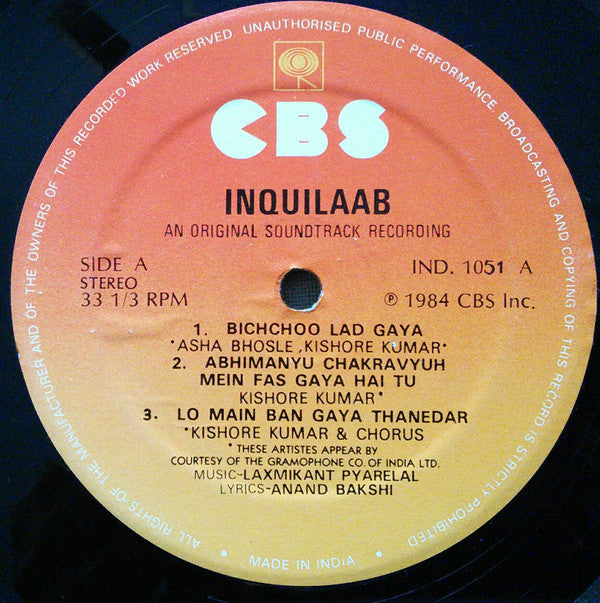 ALL RIGHTS OF THE MANUFACTURER AND OF THE OWNERS OF THIS RECORDED WORK RESERVED. UNAUTHORISED PUBLIC PERFORMANCE, BROADCASTING AND COPYING OF THIS RECORD IS STRICTLY PROHIBITED
CBS
INQUILAAB
AN ORIGINAL SOUNDTRACK RECORDING
SIDE A
STEREO
33 1/3 RPM
IND. 1051 A
℗ 1984 CBS Inc.
1. BICHCHOO LAD GAYA
*ASHA BHOSLE, KISHORE KUMAR*
2. ABHIMANYU CHAKRAVYUH
MEIN FAS GAYA HAI TU
KISHORE KUMAR*
3. LO MAIN BAN GAYA THANEDAR
*KISHORE KUMAR & CHORUS
* THESE ARTISTES APPEAR BY
COURTESY OF THE GRAMOPHONE CO. OF INDIA LTD.
MUSIC-LAXMIKANT PYARELAL
LYRICS-ANAND BAKSHI
• MADE IN INDIA •